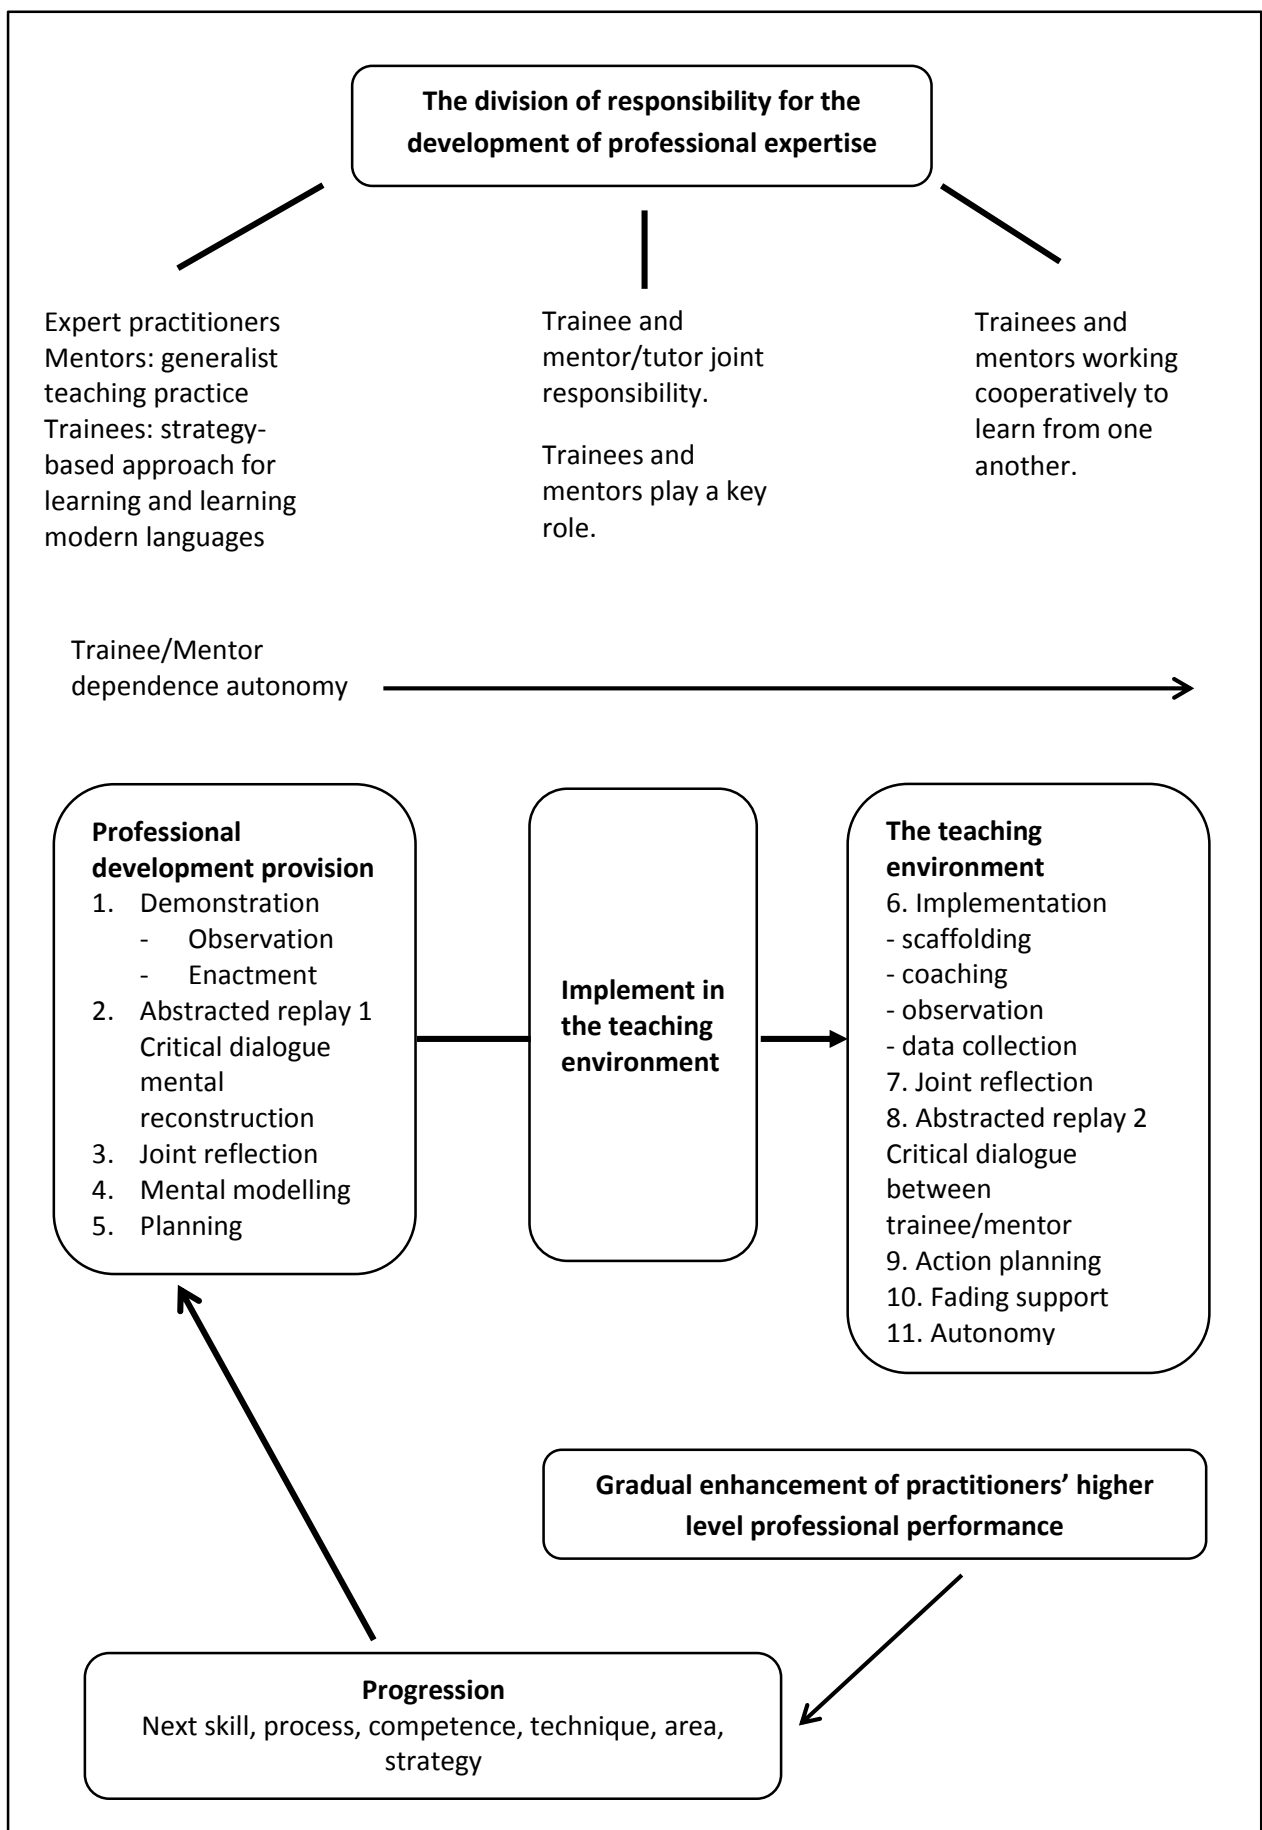 The division of responsibility for the
development of professional expertise
Expert practitioners
Mentors: generalist
teaching practice
Trainees: strategy-
based approach for
learning and learning
modern languages
Trainee and
mentor/tutor joint
responsibility.
Trainees and
mentors play a key
role.
Trainees and
mentors working
cooperatively to
learn from one
another.
Trainee/Mentor
dependence autonomy
Professional
development provision
1. Demonstration
- Observation
- Enactment
2. Abstracted replay 1
Critical dialogue
mental
reconstruction
3. Joint reflection
4. Mental modelling
5. Planning
Implement in
the teaching
environment
The teaching
environment
6. Implementation
- scaffolding
- coaching
- observation
- data collection
7. Joint reflection
8. Abstracted replay 2
Critical dialogue
between
trainee/mentor
9. Action planning
10. Fading support
11. Autonomy
Gradual enhancement of practitioners’ higher
level professional performance
Progression
Next skill, process, competence, technique, area,
strategy